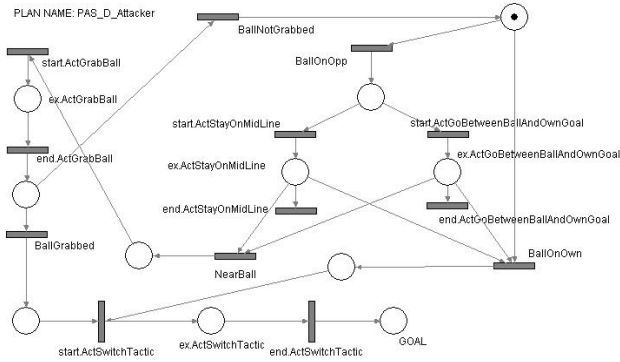 PLAN NAME: PAS_D_Attacker
BallNotGrabbed
start.ActGrabBall
BallOnOpp
ex.ActGrabBall
start.ActStayOnMidLine
start.ActGoBetweenBallAndOwnGoal
end.ActGrabBall
ex.ActStayOnMidLine
ex.ActGoBetweenBallAndOwnGoal
end.ActStayOnMidLine
end.ActGoBetweenBallAndOwnGoal
BallGrabbed
NearBall
BallOnOwn
start.ActSwitchTactic
ex.ActSwitchTactic
end.ActSwitchTactic
GOAL